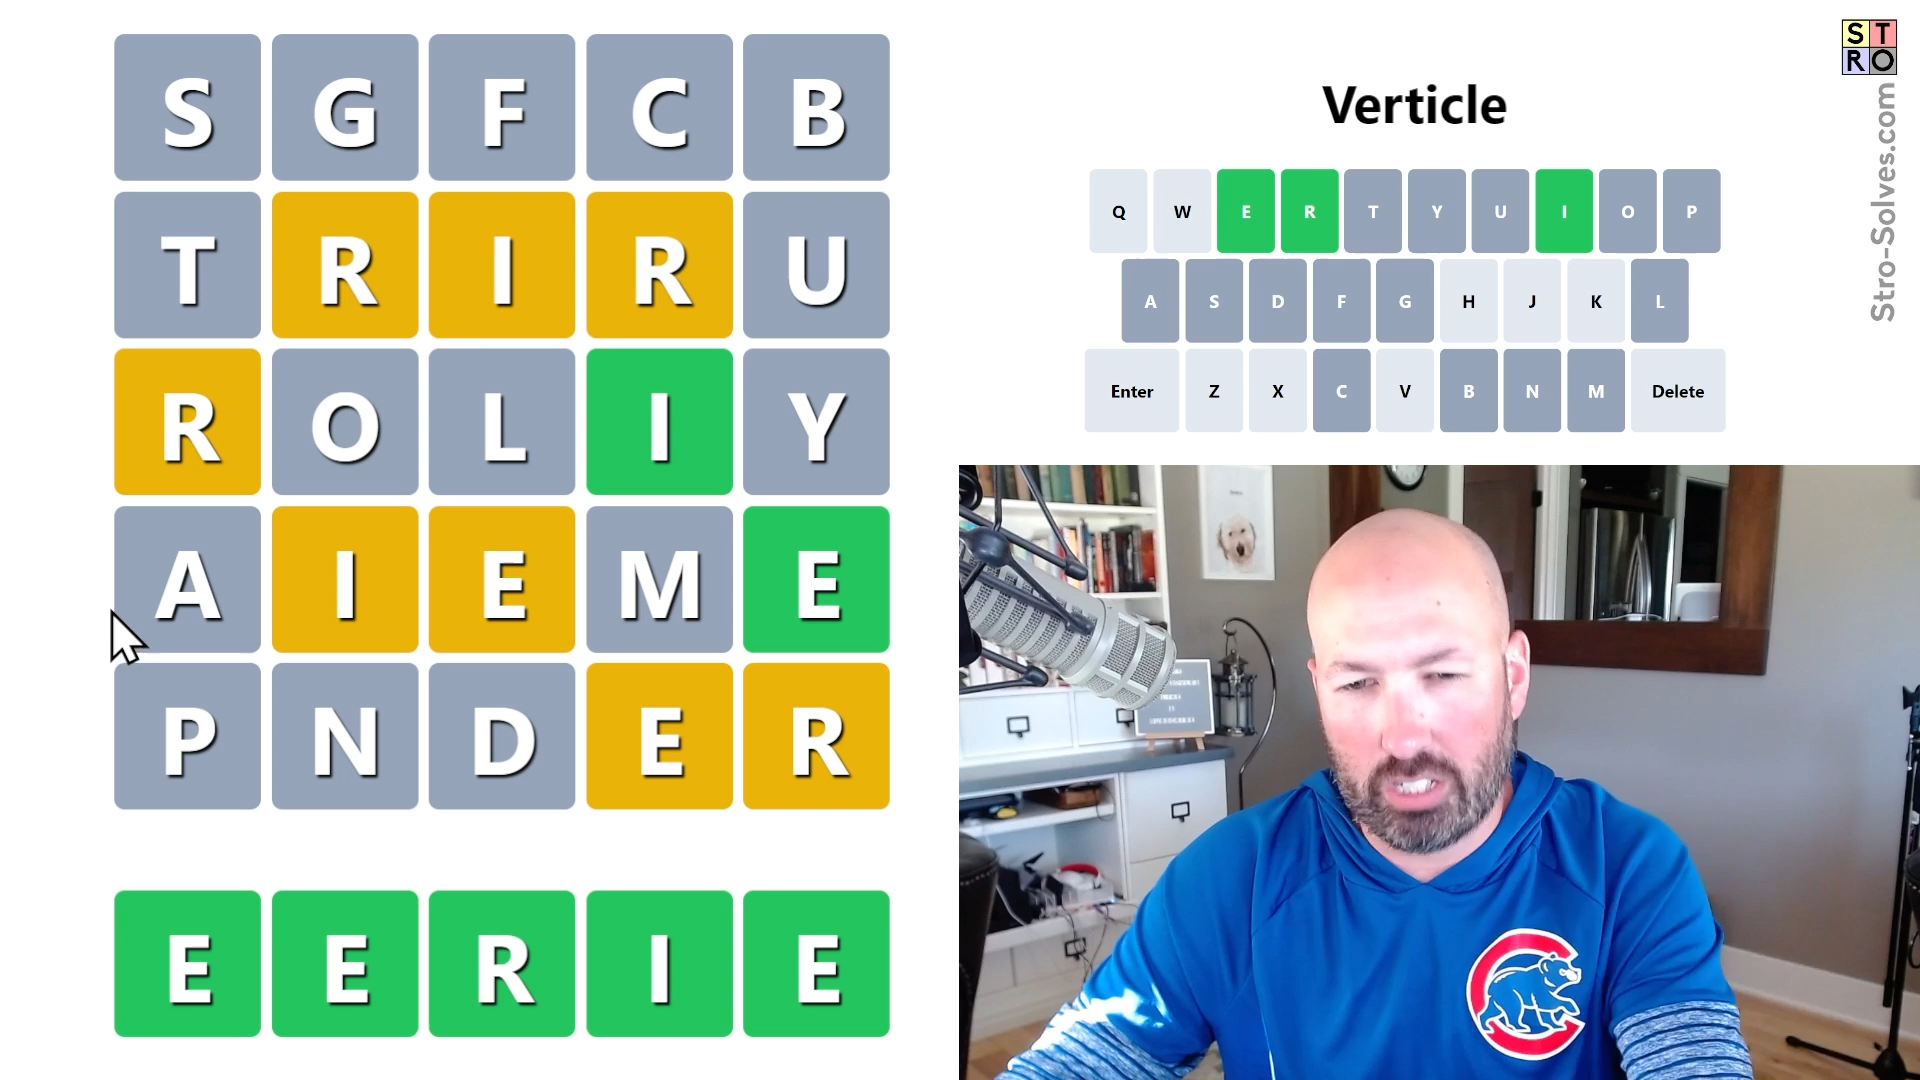 S G F C B
T R I R U
R O L I Y
A I E M E
P N D E R
E E R I E
Verticle
Q W E R T Y U I O P
A S D F G H J K L
Enter Z X C V B N M Delete
S T
R O
Stro-Solves.com